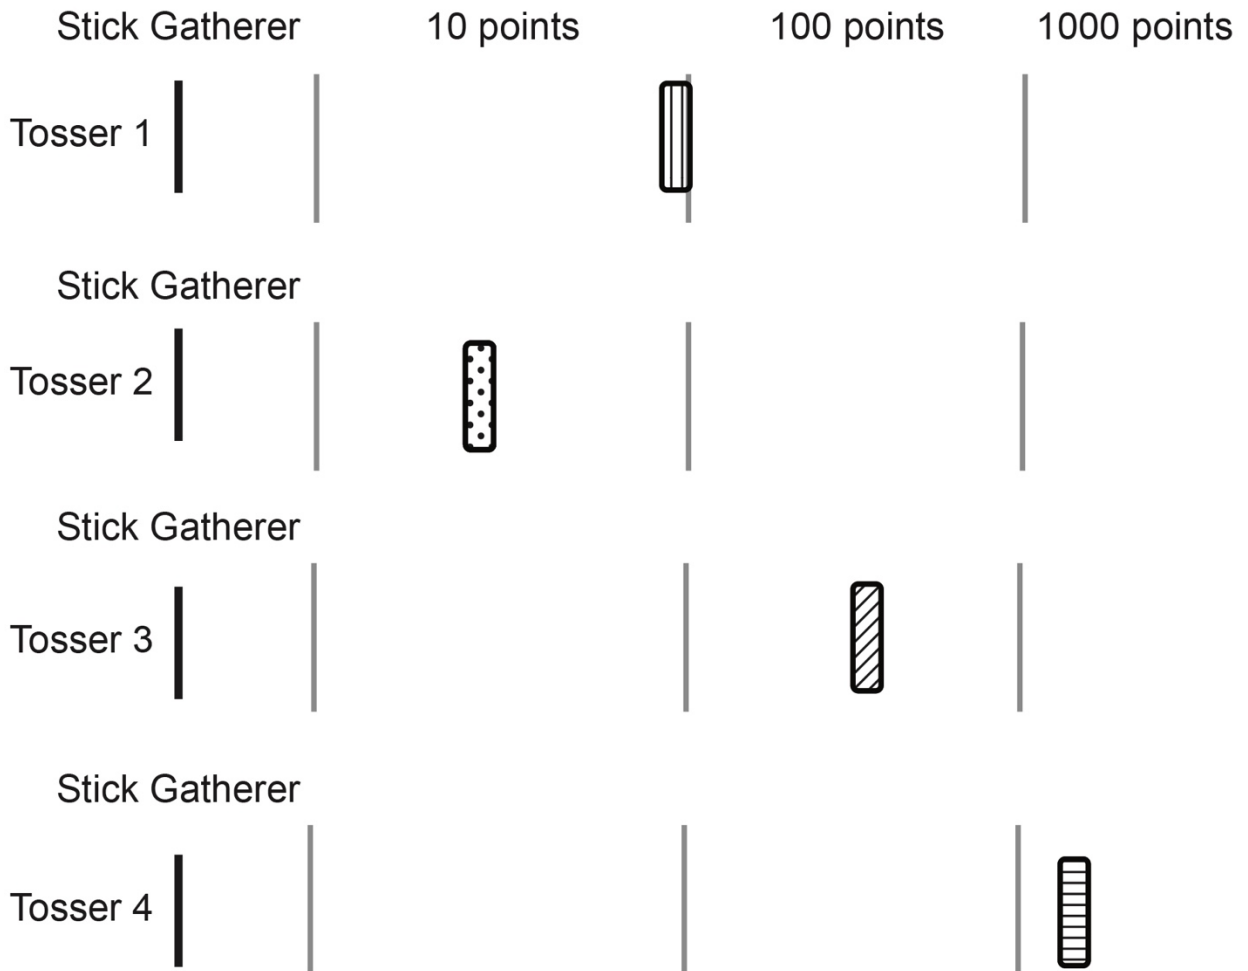 Stick Gatherer 10 points 100 points 1000 points
Tosser 1
Stick Gatherer
Tosser 2
Stick Gatherer
Tosser 3
Stick Gatherer
Tosser 4